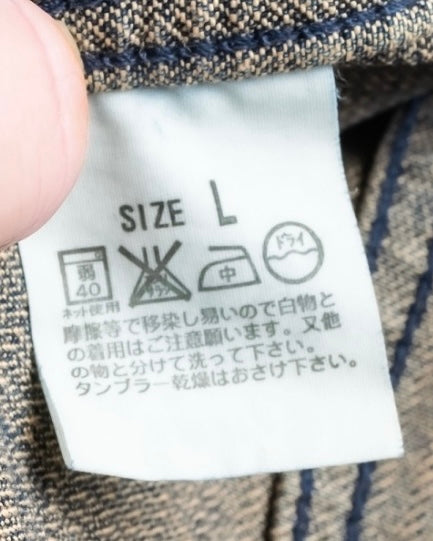 SIZE L
弱 40 中 ドライ
ネット使用
摩擦等で移染し易いので白物と
の着用はご注意願います。又他
の物と分けて洗って下さい。
タンブラー乾燥はおさけ下さい。